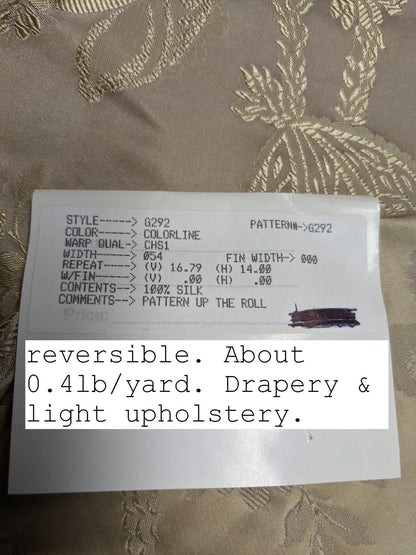 STYLE-----> G292 PATTERN#->G292
COLOR-----> COLORLINE
WARP QUAL-> CHS1
WIDTH-----> 054 FIN WIDTH-> 000
REPEAT----> (V) 16.79 (H) 14.00
W/FIN-----> (V) .00 (H) .00
CONTENTS--> 100% SILK
COMMENTS--> PATTERN UP THE ROLL
Price:
reversible. About
0.4lb/yard. Drapery &
light upholstery.